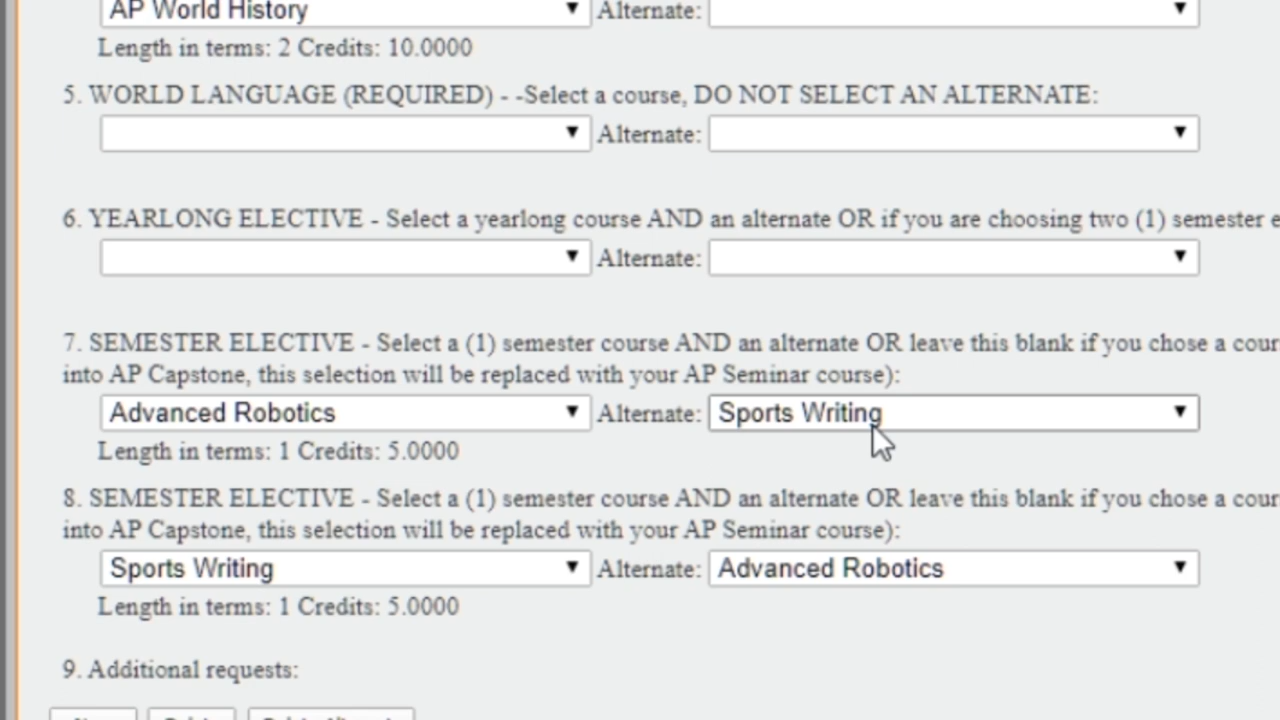 AP World History Alternate:
Length in terms: 2 Credits: 10.0000
5. WORLD LANGUAGE (REQUIRED) - -Select a course, DO NOT SELECT AN ALTERNATE:
Alternate:
6. YEARLONG ELECTIVE - Select a yearlong course AND an alternate OR if you are choosing two (1) semester
Alternate:
7. SEMESTER ELECTIVE - Select a (1) semester course AND an alternate OR leave this blank if you chose a
into AP Capstone, this selection will be replaced with your AP Seminar course):
Advanced Robotics Alternate: Sports Writing
Length in terms: 1 Credits: 5.0000
8. SEMESTER ELECTIVE - Select a (1) semester course AND an alternate OR leave this blank if you chose a
into AP Capstone, this selection will be replaced with your AP Seminar course):
Sports Writing Alternate: Advanced Robotics
Length in terms: 1 Credits: 5.0000
9. Additional requests: